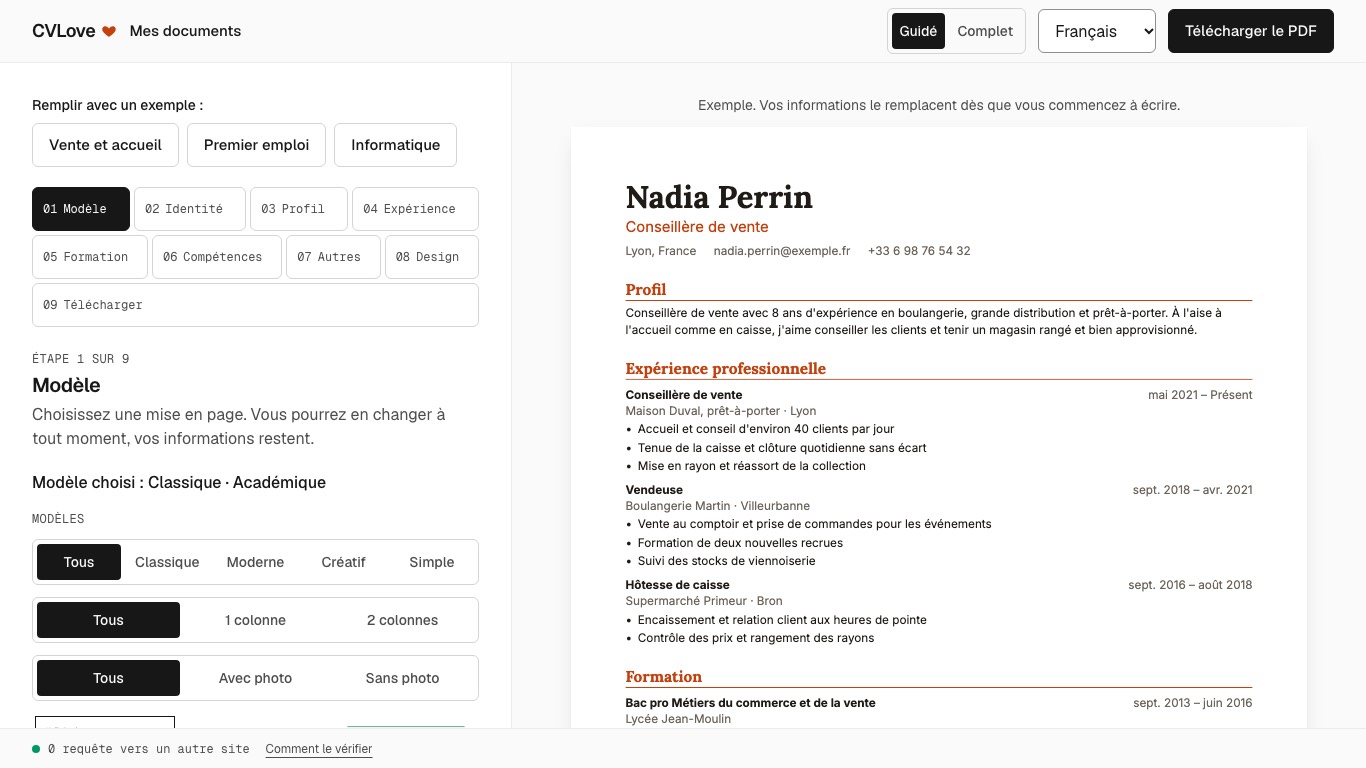 CVLove Mes documents Guidé Complet Français Télécharger le PDF
Remplir avec un exemple :
Vente et accueil Premier emploi Informatique
01 Modèle 02 Identité 03 Profil 04 Expérience
05 Formation 06 Compétences 07 Autres 08 Design
09 Télécharger
ÉTAPE 1 SUR 9
Modèle
Choisissez une mise en page. Vous pourrez en changer à
tout moment, vos informations restent.
Modèle choisi : Classique · Académique
MODÈLES
Tous Classique Moderne Créatif Simple
Tous 1 colonne 2 colonnes
Tous Avec photo Sans photo
Exemple. Vos informations le remplacent dès que vous commencez à écrire.
Nadia Perrin
Conseillère de vente
Lyon, France nadia.perrin@exemple.fr +33 6 98 76 54 32
Profil
Conseillère de vente avec 8 ans d'expérience en boulangerie, grande distribution et prêt-à-porter. À l'aise à
l'accueil comme en caisse, j'aime conseiller les clients et tenir un magasin rangé et bien approvisionné.
Expérience professionnelle
Conseillère de vente mai 2021 – Présent
Maison Duval, prêt-à-porter · Lyon
• Accueil et conseil d'environ 40 clients par jour
• Tenue de la caisse et clôture quotidienne sans écart
• Mise en rayon et réassort de la collection
Vendeuse sept. 2018 – avr. 2021
Boulangerie Martin · Villeurbanne
• Vente au comptoir et prise de commandes pour les événements
• Formation de deux nouvelles recrues
• Suivi des stocks de viennoiserie
Hôtesse de caisse sept. 2016 – août 2018
Supermarché Primeur · Bron
• Encaissement et relation client aux heures de pointe
• Contrôle des prix et rangement des rayons
Formation
Bac pro Métiers du commerce et de la vente sept. 2013 – juin 2016
Lycée Jean-Moulin
0 requête vers un autre site Comment le vérifier